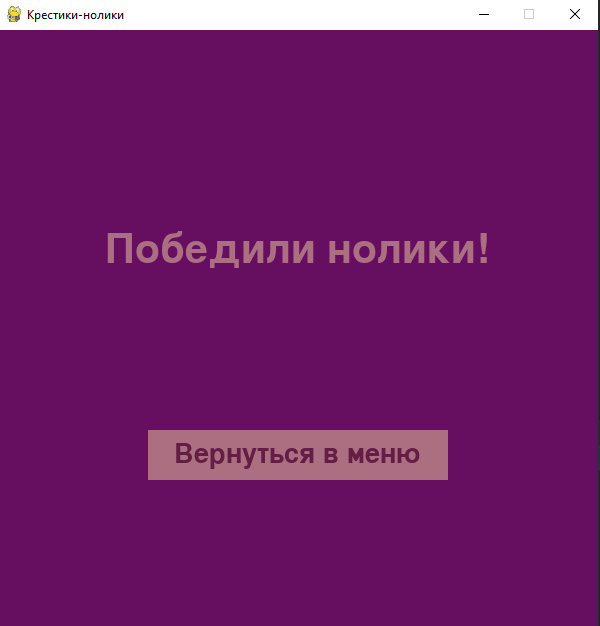 Крестики-нолики
Победили нолики!
Вернуться в меню